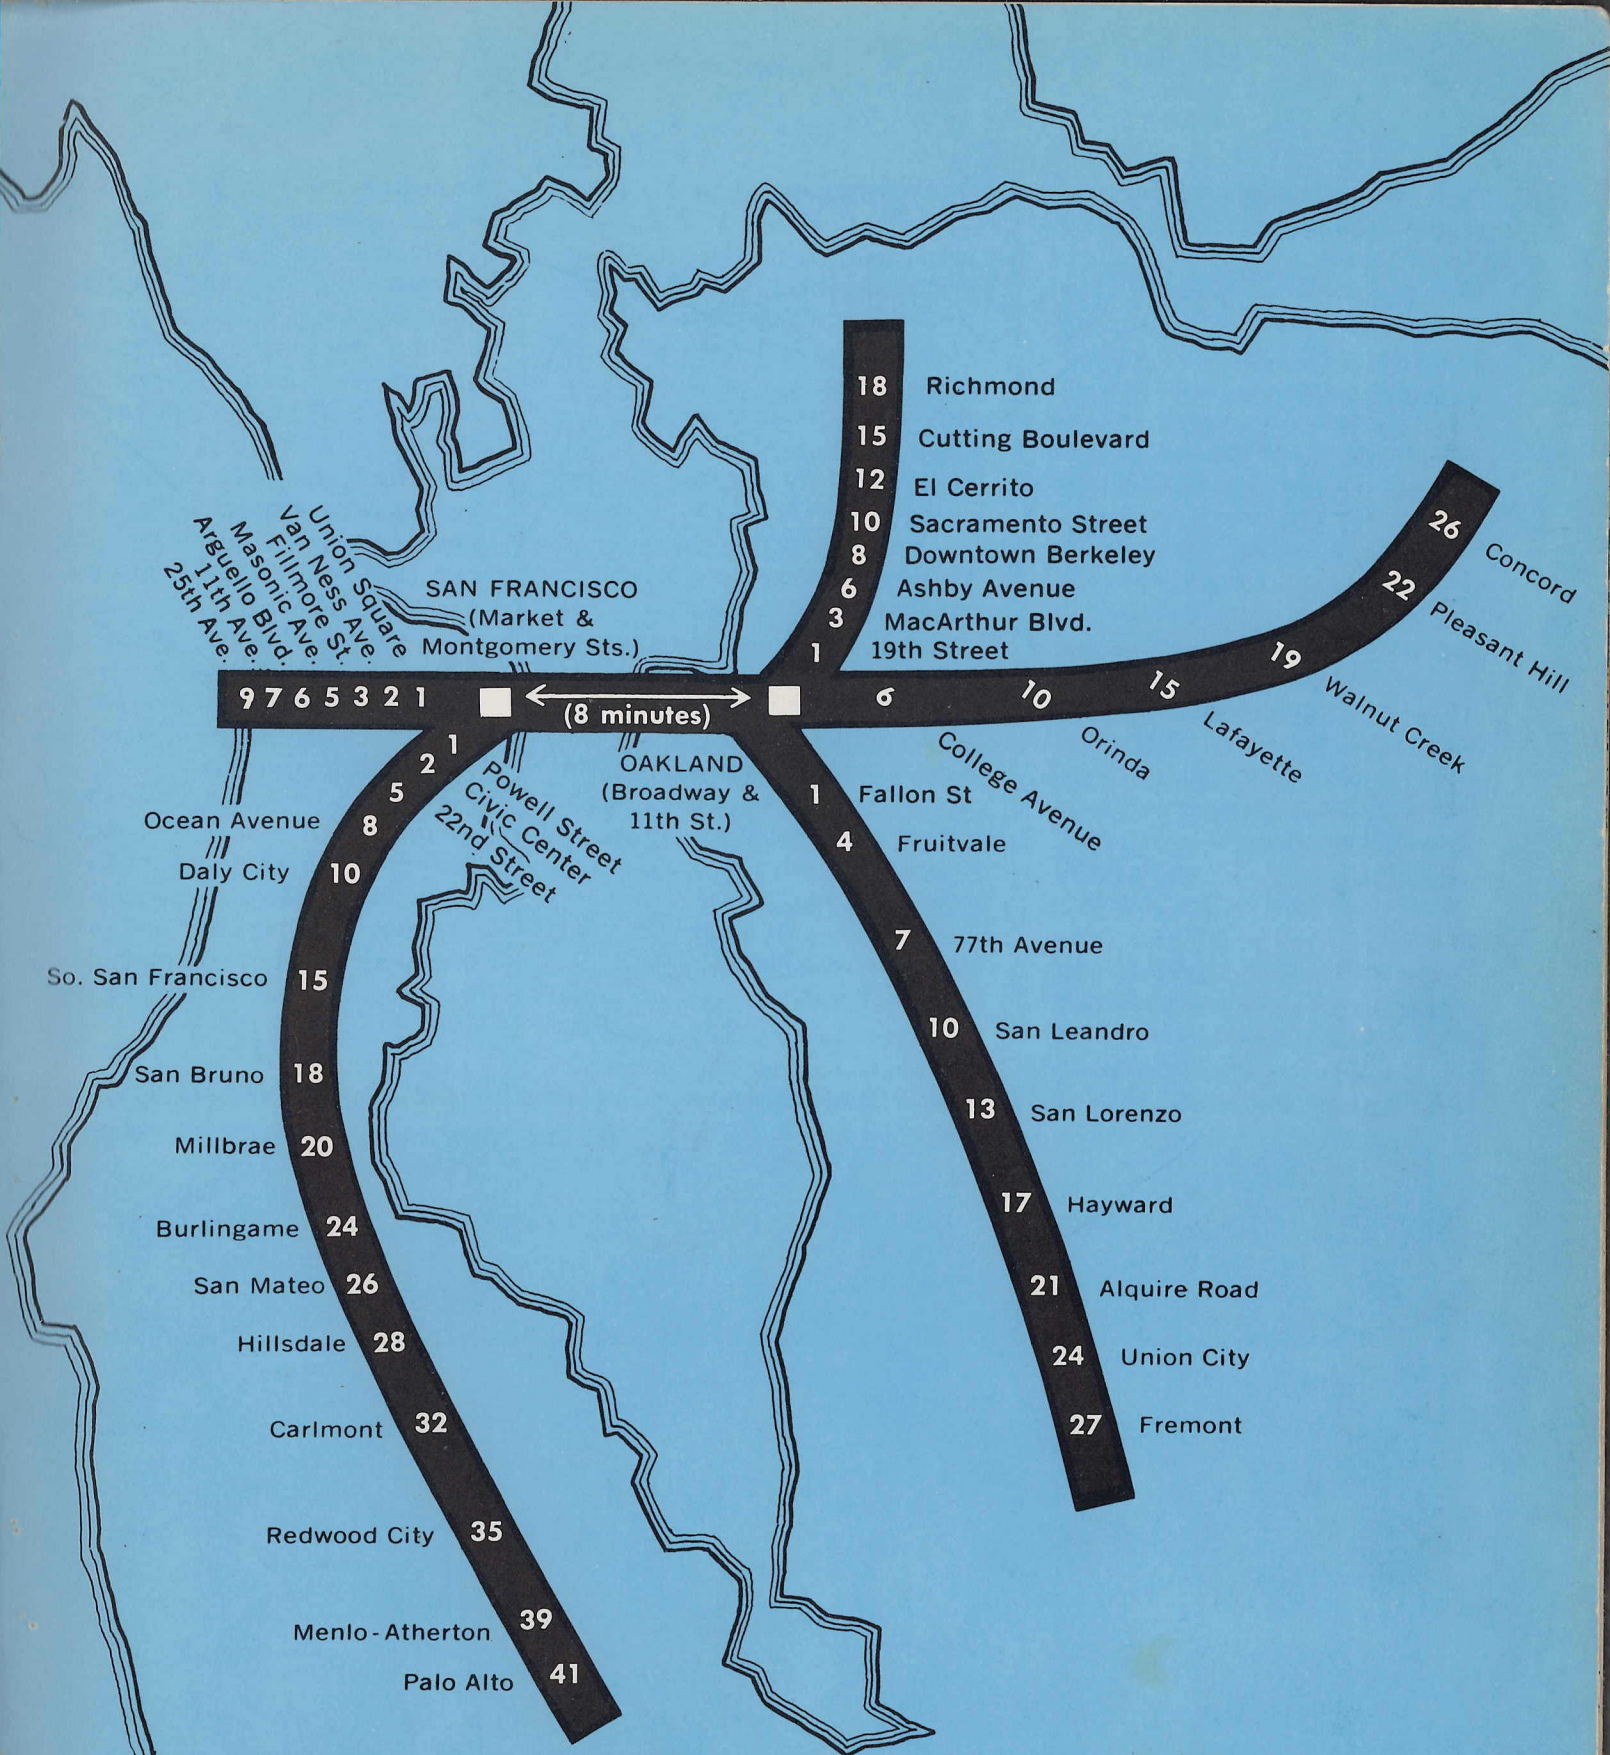 18 Richmond
15 Cutting Boulevard
12 El Cerrito
10 Sacramento Street
8 Downtown Berkeley
6 Ashby Avenue
3 MacArthur Blvd.
1 19th Street
26 Concord
22 Pleasant Hill
19 Walnut Creek
15 Lafayette
10 Orinda
6 College Avenue
Union Square
Van Ness Ave.
Fillmore St.
Masonic Ave.
Arguello Blvd.
11th Ave.
25th Ave.
SAN FRANCISCO
(Market &
Montgomery Sts.)
9 7 6 5 3 2 1
(8 minutes)
OAKLAND
(Broadway &
11th St.)
1
2
5
Powell Street
Civic Center
22nd Street
Ocean Avenue 8
Daly City 10
So. San Francisco 15
San Bruno 18
Millbrae 20
Burlingame 24
San Mateo 26
Hillsdale 28
Carlmont 32
Redwood City 35
Menlo-Atherton 39
Palo Alto 41
1 Fallon St
4 Fruitvale
7 77th Avenue
10 San Leandro
13 San Lorenzo
17 Hayward
21 Alquire Road
24 Union City
27 Fremont